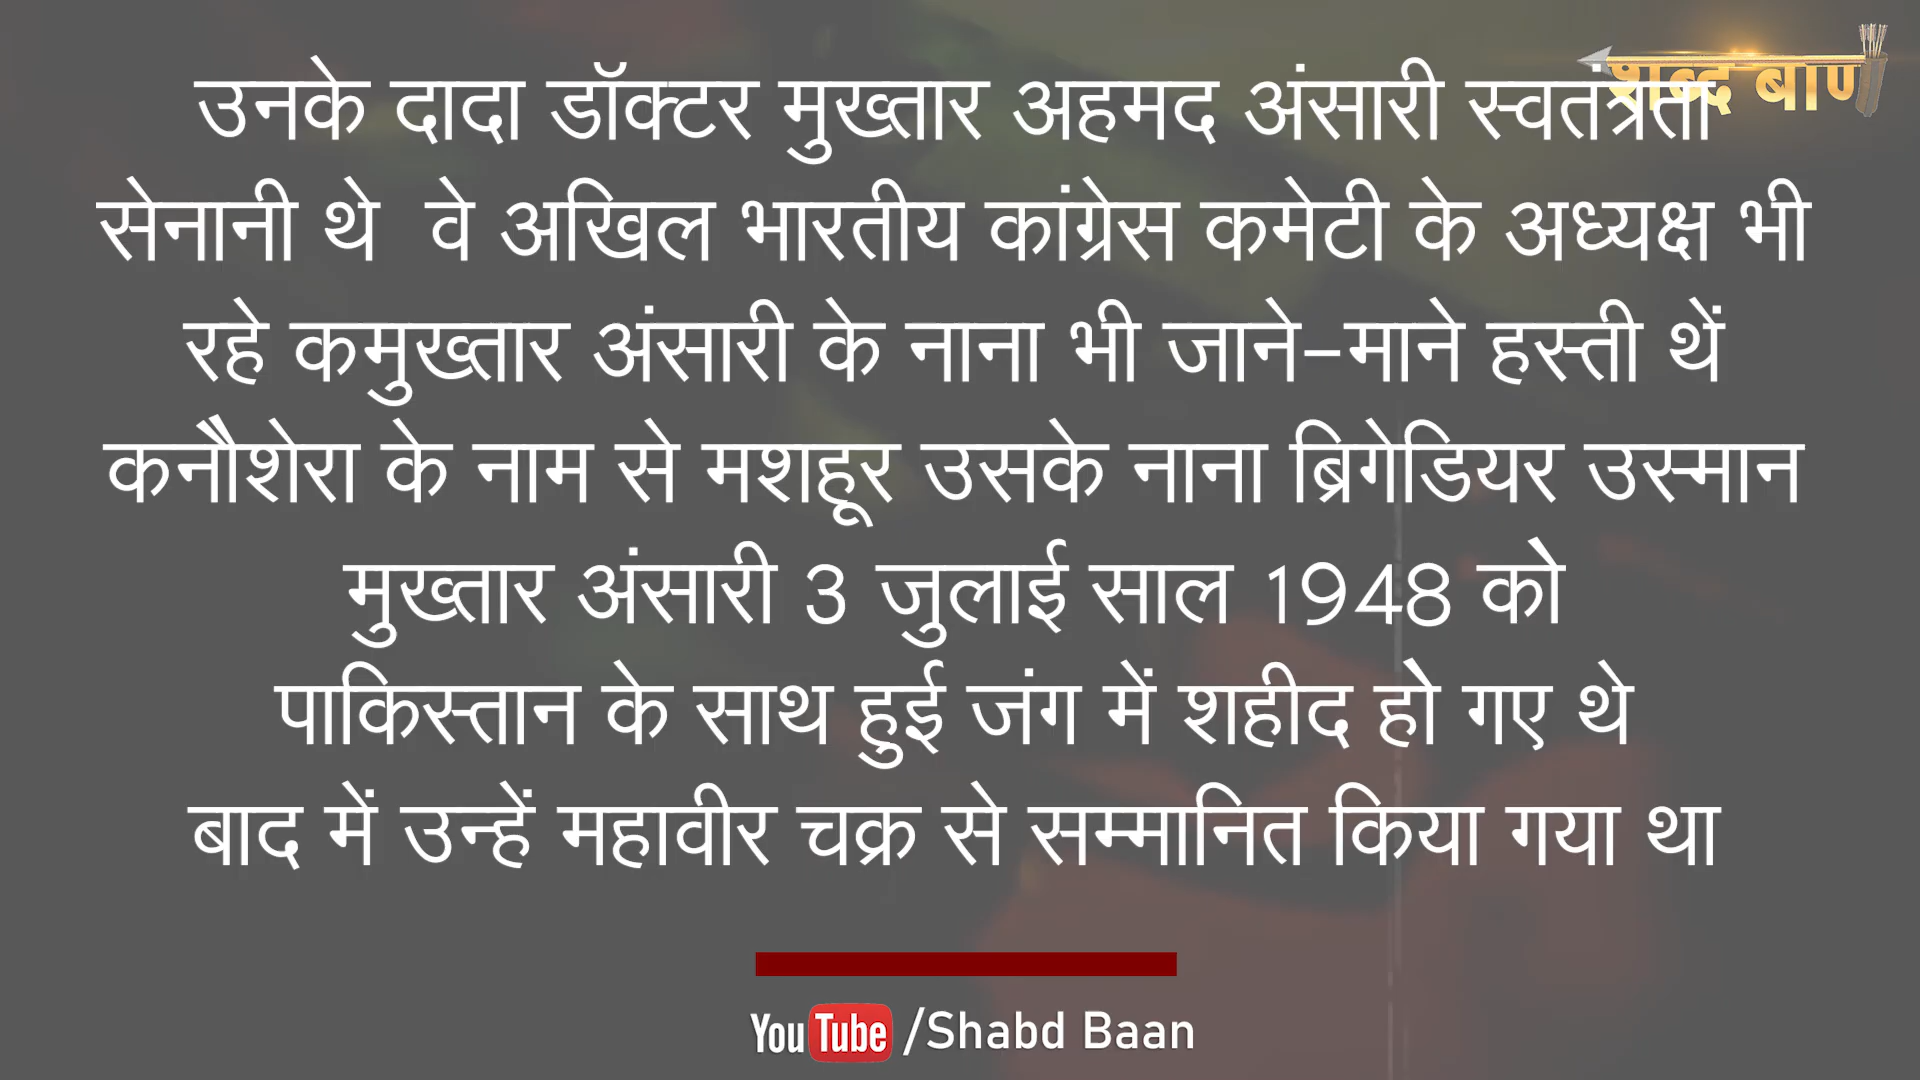 शब्द बाण
उनके दादा डॉक्टर मुख्तार अहमद अंसारी स्वतंत्रता
सेनानी थे  वे अखिल भारतीय कांग्रेस कमेटी के अध्यक्ष भी
रहे कमुख्तार अंसारी के नाना भी जाने-माने हस्ती थें
कनौेशेरा के नाम से मशहूर उसके नाना ब्रिगेडियर उस्मान
मुख्तार अंसारी 3 जुलाई साल 1948 को
पाकिस्तान के साथ हुई जंग में शहीद हो गए थे
बाद में उन्हें महावीर चक्र से सम्मानित किया गया था
YouTube /Shabd Baan